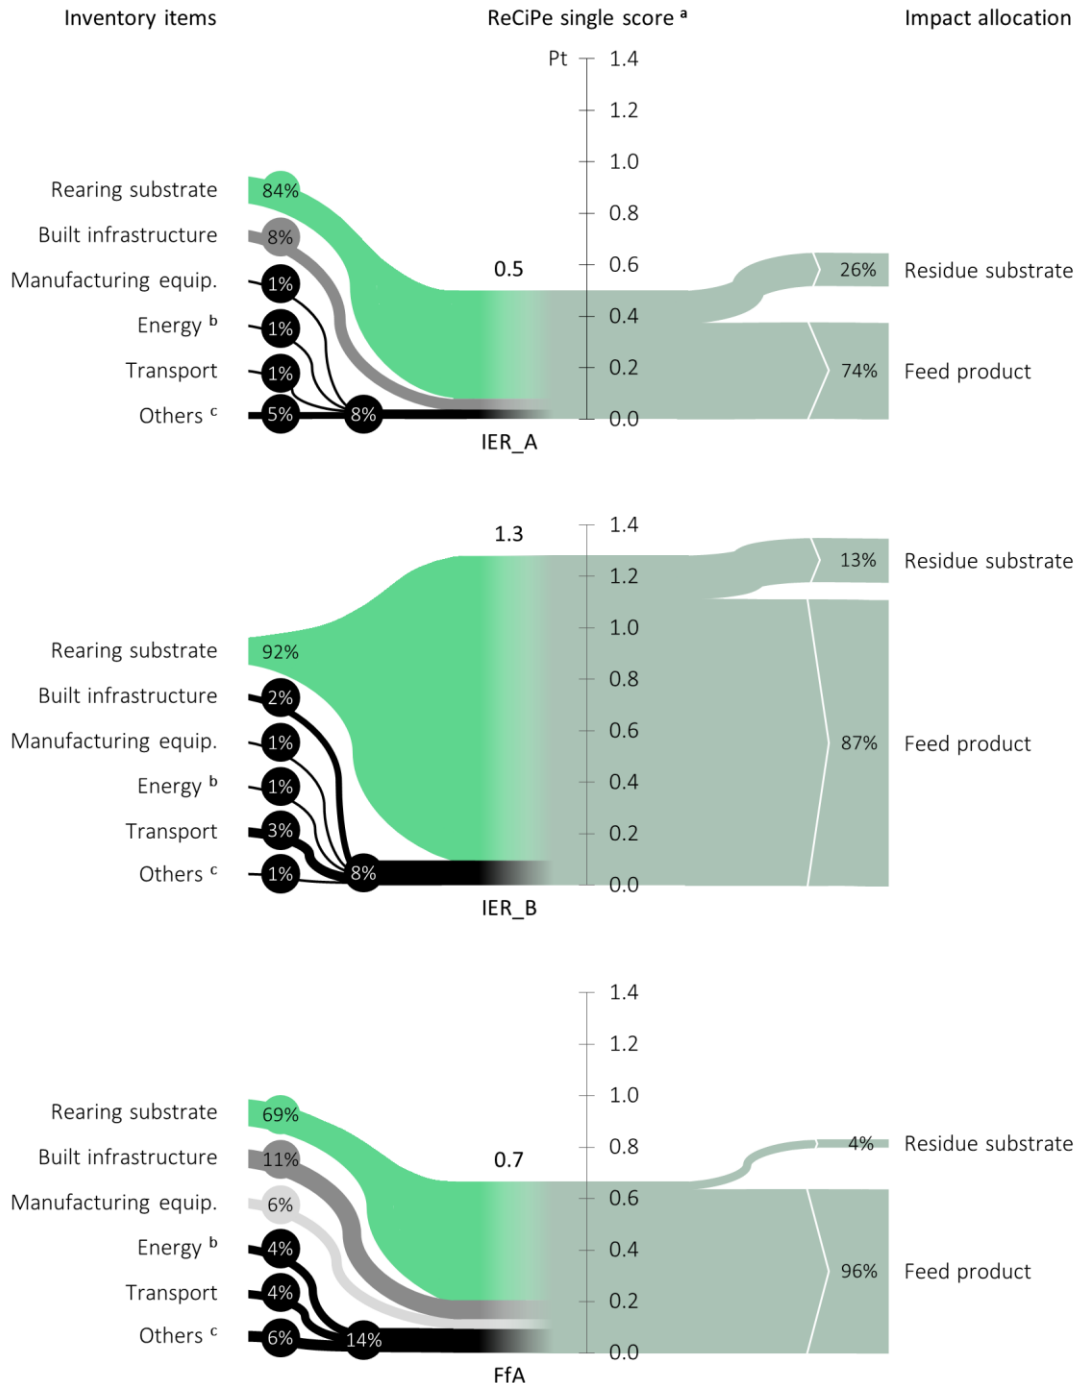 Inventory items ReCiPe single score ᵃ Impact allocation
Pt 1.4
1.2
1.0
Rearing substrate 84%
0.8
Built infrastructure 8%
0.6
0.5
26% Residue substrate
Manufacturing equip. 1%
0.4
Energy ᵇ 1%
Transport 1%
0.2
74% Feed product
Others ᶜ 5% 8%
0.0
IER_A
1.4
1.3
13% Residue substrate
1.2
1.0
Rearing substrate 92%
0.8
Built infrastructure 2%
0.6
Manufacturing equip. 1%
87% Feed product
0.4
Energy ᵇ 1%
0.2
Transport 3%
Others ᶜ 1% 8%
0.0
IER_B
1.4
1.2
1.0
Rearing substrate 69%
0.8
4% Residue substrate
Built infrastructure 11%
0.7
0.6
Manufacturing equip. 6%
0.4
Energy ᵇ 4%
96% Feed product
0.2
Transport 4%
Others ᶜ 6% 14%
0.0
FfA